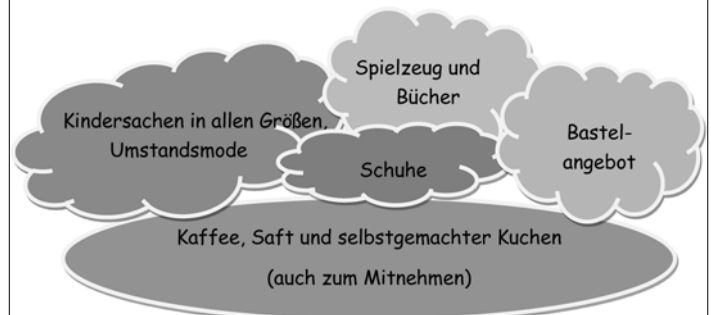 Spielzeug und
Bücher
Kindersachen in allen Größen,
Umstandsmode
Bastel-
angebot
Schuhe
Kaffee, Saft und selbstgemachter Kuchen
(auch zum Mitnehmen)